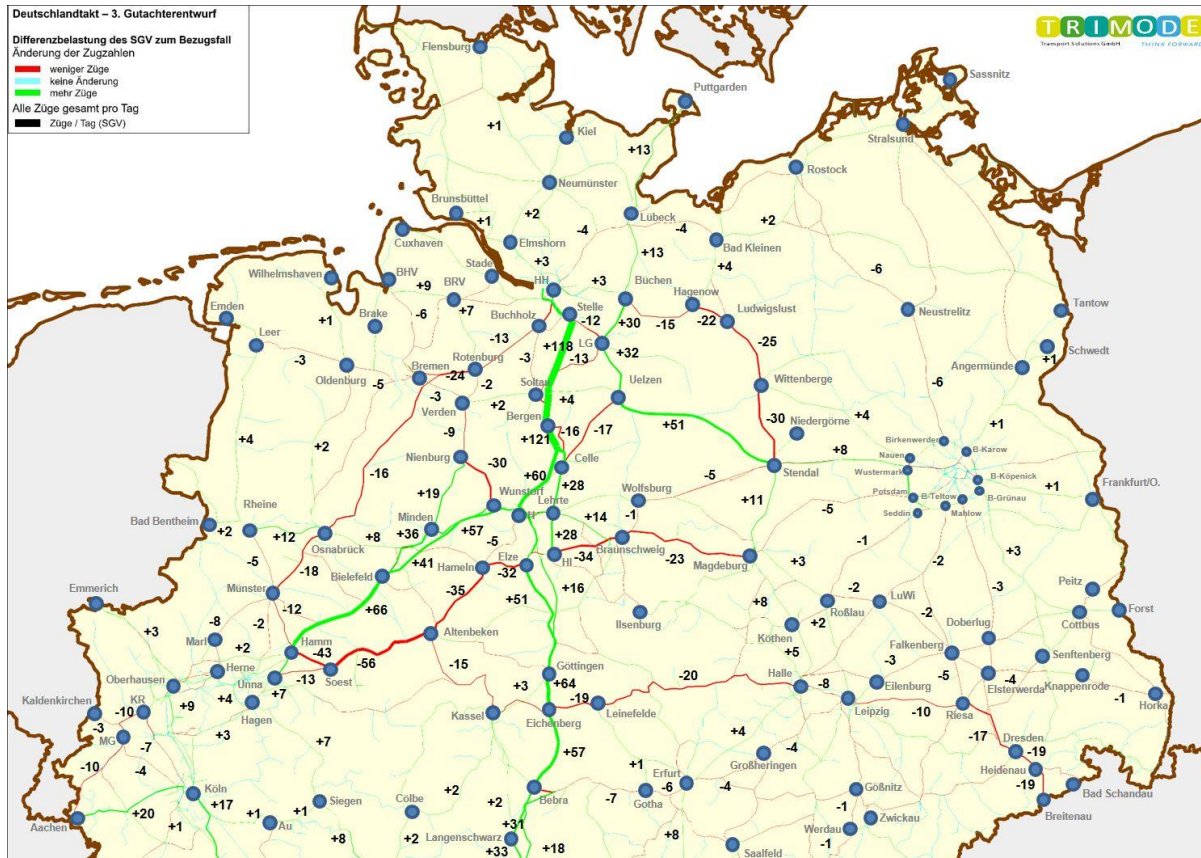 Deutschlandtakt – 3. Gutachterentwurf
Differenzbelastung des SGV zum Bezugsfall
Änderung der Zugzahlen
weniger Züge
keine Änderung
mehr Züge
Alle Züge gesamt pro Tag
Züge / Tag (SGV)
TRIMODE
Transport Solutions GmbH THINK FORWARD
Flensburg
Sassnitz
Puttgarden
Stralsund
+1
Kiel
+13
Rostock
Neumünster
Brunsbüttel
+1
+2
-4
Lübeck
-4
+2
Cuxhaven
Elmshorn
Bad Kleinen
+13
Wilhelmshaven
BHV
Stade
+3
+3
+4
-6
+9
BRV
HH
Büchen
Hagenow
Emden
+1
Brake
-6
+7
Buchholz
Stelle
-12
+30
-15
-22
Ludwigslust
Neustrelitz
Tantow
Leer
-13
+118
LG
-25
Schwedt
-3
Oldenburg
-5
Bremen
Rotenburg
-3
-13
+32
Angermünde
+1
-24
-2
Soltau
Uelzen
Wittenberge
-6
-3
Verden
+2
+4
+51
-30
Niedergörne
+4
+1
+4
+2
-9
Bergen
+121
-16
-17
+8
Birkenwerder
B-Karow
Nauen
Nienburg
-30
+60
Celle
-5
Stendal
Wustermark
B-Köpenick
-16
+28
Potsdam
B-Teltow
B-Grünau
+1
Frankfurt/O.
+19
Wunstorf
Lehrte
Wolfsburg
+11
-5
Seddin
Mahlow
Rheine
Minden
H
+14
-1
Bad Bentheim
+2
+12
Osnabrück
+8
+36
+57
-5
+28
Braunschweig
-1
+3
-5
-18
+41
Hameln
Elze
HI
-34
-23
Magdeburg
+3
-2
Bielefeld
-32
+51
+16
-2
-3
Peitz
Emmerich
Münster
-12
+66
-35
+8
Roßlau
LuWi
-2
Forst
+3
-8
-2
Altenbeken
Ilsenburg
Köthen
+2
Doberlug
Cottbus
Marl
+2
Hamm
-43
+5
Falkenberg
Senftenberg
Herne
-56
-15
Göttingen
-20
Halle
-3
-5
-4
Oberhausen
Unna
-13
Soest
+3
+64
-8
Eilenburg
Elsterwerda
Knappenrode
-1
Kaldenkirchen
KR
+9
+4
+7
Kassel
-19
Leinefelde
Leipzig
-10
Riesa
Horka
-3
-10
Hagen
Eichenberg
-17
MG
-7
+3
+7
+57
+4
-4
Dresden
-19
-10
-4
+1
Erfurt
Großheringen
Heidenau
Köln
+2
+2
Bebra
-7
Gotha
-6
-4
Gößnitz
-19
Bad Schandau
+20
+17
+1
Siegen
Cölbe
-1
Zwickau
Breitenau
Aachen
+1
+1
Au
+8
+2
+31
Werdau
-1
Langenschwarz
+33
+18
+8
Saalfeld